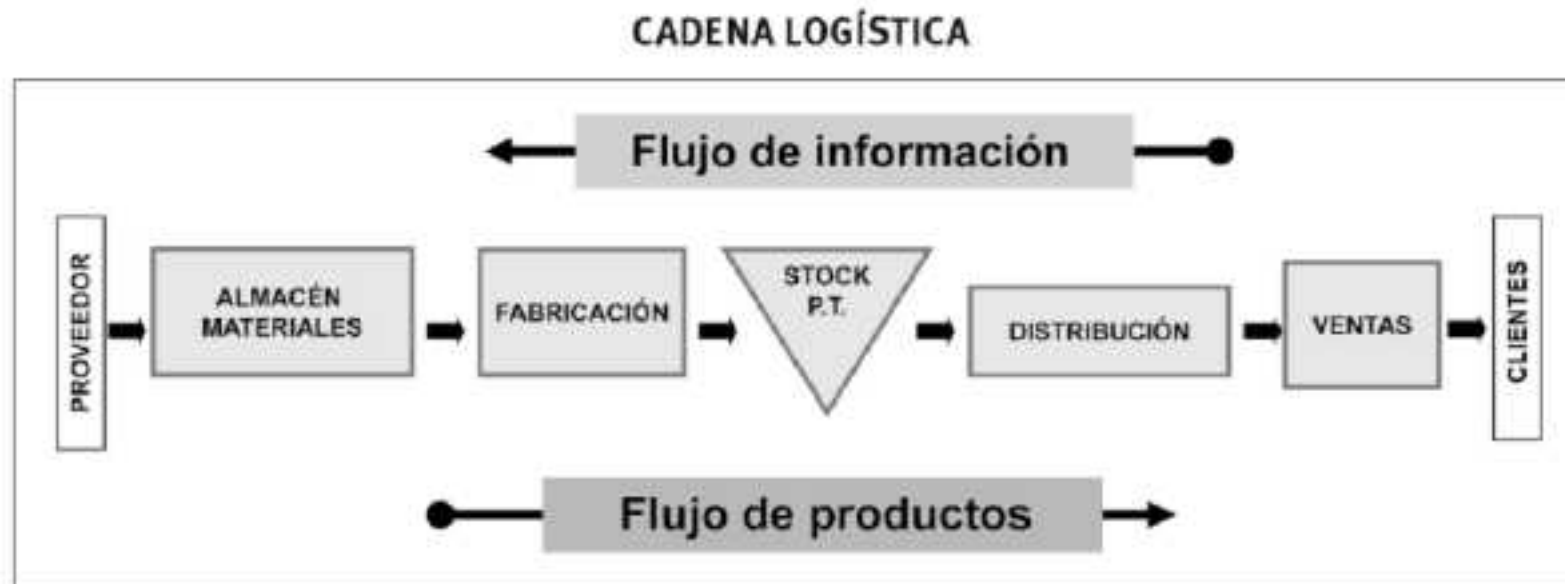 CADENA LOGÍSTICA
Flujo de información
PROVEEDOR
ALMACÉN
MATERIALES
FABRICACIÓN
STOCK
P.T.
DISTRIBUCIÓN
VENTAS
CLIENTES
Flujo de productos